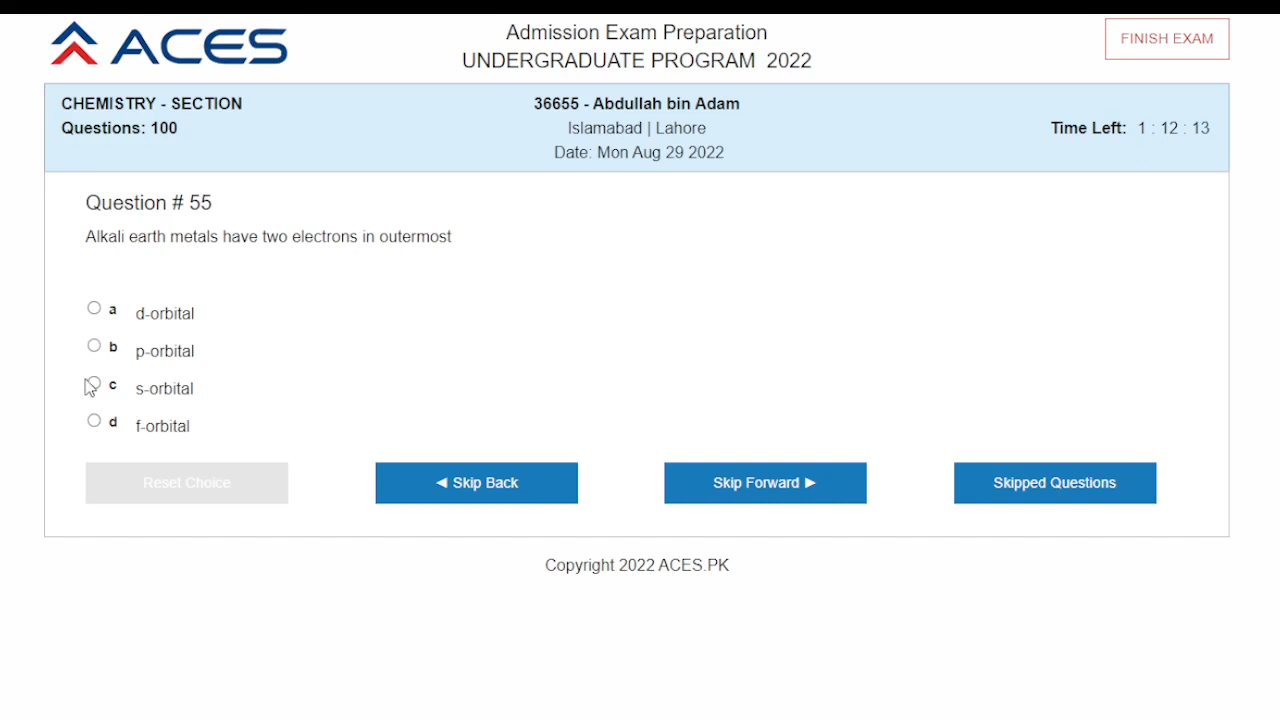 ACES
Admission Exam Preparation
UNDERGRADUATE PROGRAM 2022
FINISH EXAM
CHEMISTRY - SECTION
Questions: 100
36655 - Abdullah bin Adam
Islamabad | Lahore
Date: Mon Aug 29 2022
Time Left: 1 : 12 : 13
Question # 55
Alkali earth metals have two electrons in outermost
a d-orbital
b p-orbital
c s-orbital
d f-orbital
Reset Choice
◀ Skip Back
Skip Forward ▶
Skipped Questions
Copyright 2022 ACES.PK